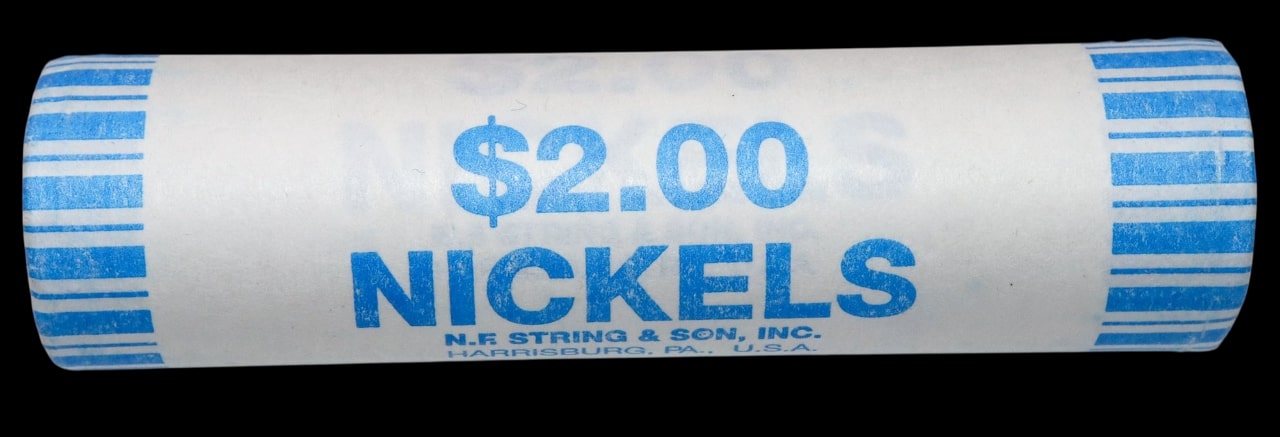 $2.00
NICKELS
N.F. STRING & SON, INC.
HARRISBURG, PA., U.S.A.